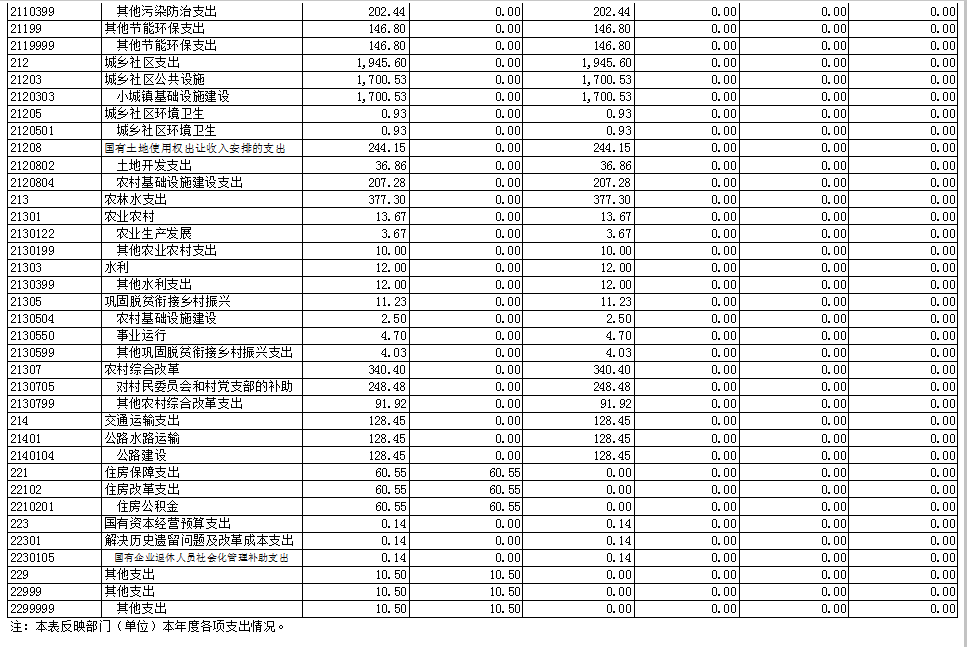 2110399 其他污染防治支出 202.44 0.00 202.44 0.00 0.00 0.00
21199 其他节能环保支出 146.80 0.00 146.80 0.00 0.00 0.00
2119999 其他节能环保支出 146.80 0.00 146.80 0.00 0.00 0.00
212 城乡社区支出 1,945.60 0.00 1,945.60 0.00 0.00 0.00
21203 城乡社区公共设施 1,700.53 0.00 1,700.53 0.00 0.00 0.00
2120303 小城镇基础设施建设 1,700.53 0.00 1,700.53 0.00 0.00 0.00
21205 城乡社区环境卫生 0.93 0.00 0.93 0.00 0.00 0.00
2120501 城乡社区环境卫生 0.93 0.00 0.93 0.00 0.00 0.00
21208 国有土地使用权出让收入安排的支出 244.15 0.00 244.15 0.00 0.00 0.00
2120802 土地开发支出 36.86 0.00 36.86 0.00 0.00 0.00
2120804 农村基础设施建设支出 207.28 0.00 207.28 0.00 0.00 0.00
213 农林水支出 377.30 0.00 377.30 0.00 0.00 0.00
21301 农业农村 13.67 0.00 13.67 0.00 0.00 0.00
2130122 农业生产发展 3.67 0.00 3.67 0.00 0.00 0.00
2130199 其他农业农村支出 10.00 0.00 10.00 0.00 0.00 0.00
21303 水利 12.00 0.00 12.00 0.00 0.00 0.00
2130399 其他水利支出 12.00 0.00 12.00 0.00 0.00 0.00
21305 巩固脱贫衔接乡村振兴 11.23 0.00 11.23 0.00 0.00 0.00
2130504 农村基础设施建设 2.50 0.00 2.50 0.00 0.00 0.00
2130550 事业运行 4.70 0.00 4.70 0.00 0.00 0.00
2130599 其他巩固脱贫衔接乡村振兴支出 4.03 0.00 4.03 0.00 0.00 0.00
21307 农村综合改革 340.40 0.00 340.40 0.00 0.00 0.00
2130705 对村民委员会和村党支部的补助 248.48 0.00 248.48 0.00 0.00 0.00
2130799 其他农村综合改革支出 91.92 0.00 91.92 0.00 0.00 0.00
214 交通运输支出 128.45 0.00 128.45 0.00 0.00 0.00
21401 公路水路运输 128.45 0.00 128.45 0.00 0.00 0.00
2140104 公路建设 128.45 0.00 128.45 0.00 0.00 0.00
221 住房保障支出 60.55 60.55 0.00 0.00 0.00 0.00
22102 住房改革支出 60.55 60.55 0.00 0.00 0.00 0.00
2210201 住房公积金 60.55 60.55 0.00 0.00 0.00 0.00
223 国有资本经营预算支出 0.14 0.00 0.14 0.00 0.00 0.00
22301 解决历史遗留问题及改革成本支出 0.14 0.00 0.14 0.00 0.00 0.00
2230105 国有企业退休人员社会化管理补助支出 0.14 0.00 0.14 0.00 0.00 0.00
229 其他支出 10.50 10.50 0.00 0.00 0.00 0.00
22999 其他支出 10.50 10.50 0.00 0.00 0.00 0.00
2299999 其他支出 10.50 10.50 0.00 0.00 0.00 0.00
注：本表反映部门（单位）本年度各项支出情况。